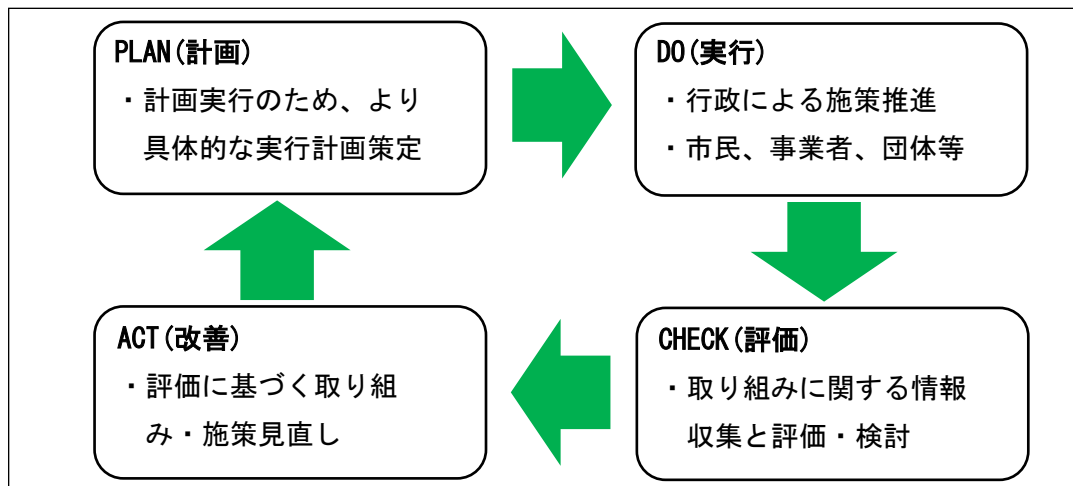 PLAN(計画)
・計画実行のため、より
具体的な実行計画策定
DO(実行)
・行政による施策推進
・市民、事業者、団体等
ACT(改善)
・評価に基づく取り組
み・施策見直し
CHECK(評価)
・取り組みに関する情報
収集と評価・検討